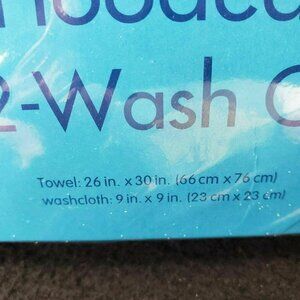 2-Wash
Towel: 26 in. x 30 in. (66 cm x 76 cm)
washcloth: 9 in. x 9 in. (23 cm x 23 cm)